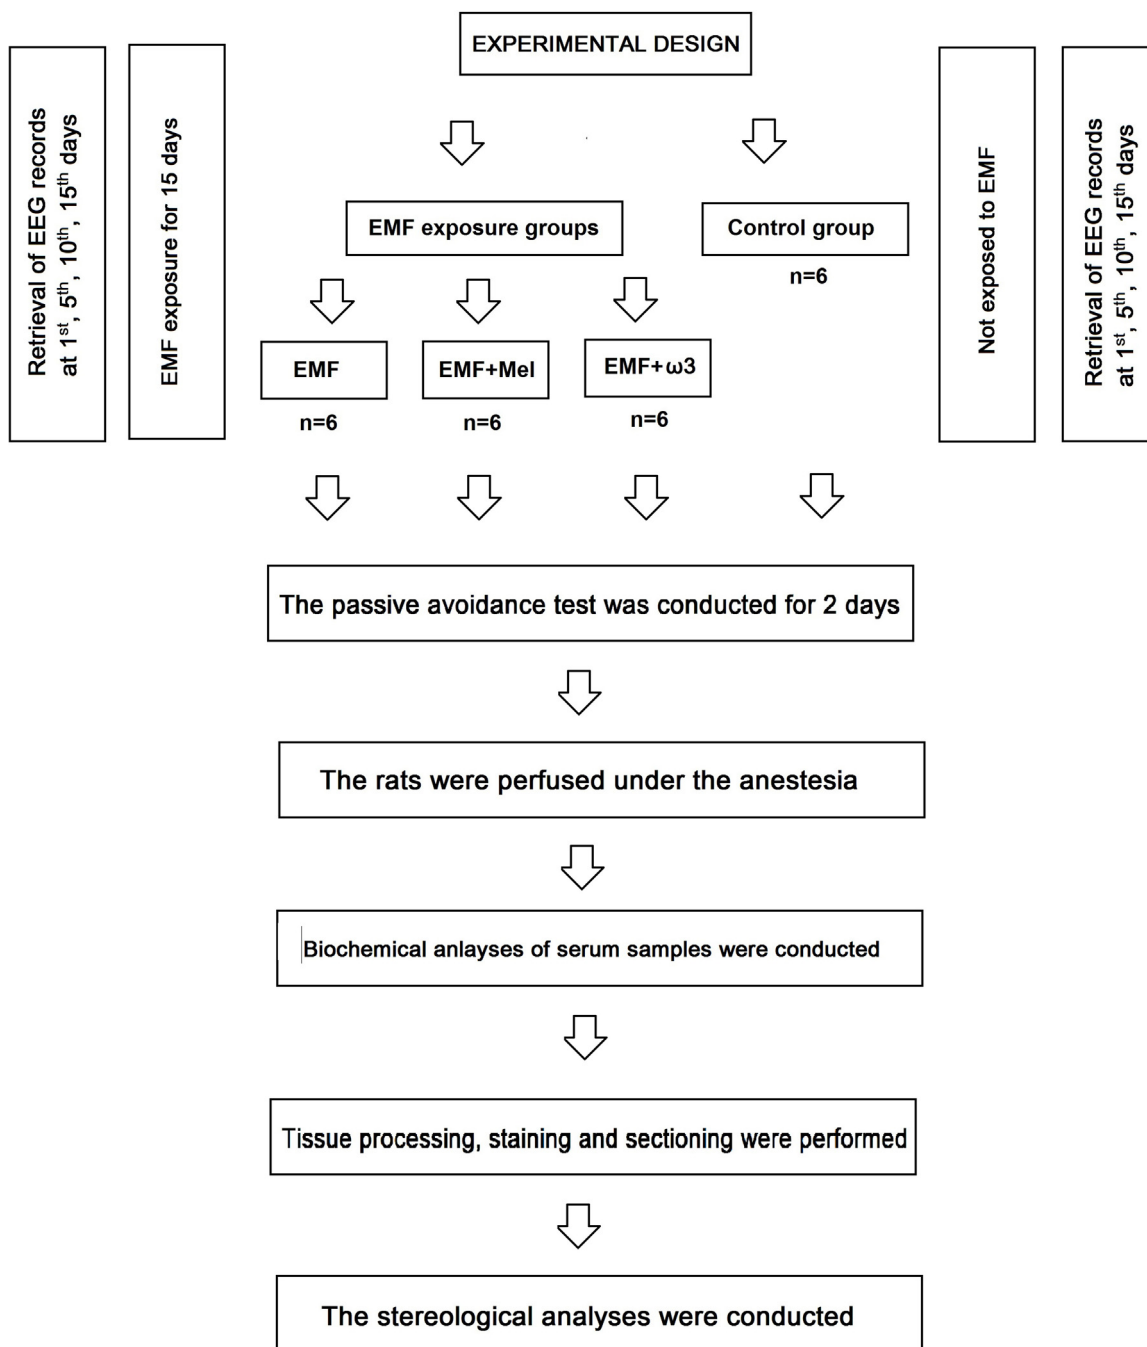 EXPERIMENTAL DESIGN
Retrieval of EEG records
at 1st, 5th, 10th, 15th days
EMF exposure for 15 days
EMF exposure groups
Control group
n=6
Not exposed to EMF
Retrieval of EEG records
at 1st, 5th, 10th, 15th days
EMF
EMF+Mel
EMF+ω3
n=6
n=6
n=6
The passive avoidance test was conducted for 2 days
The rats were perfused under the anestesia
Biochemical anlayses of serum samples were conducted
Tissue processing, staining and sectioning were performed
The stereological analyses were conducted